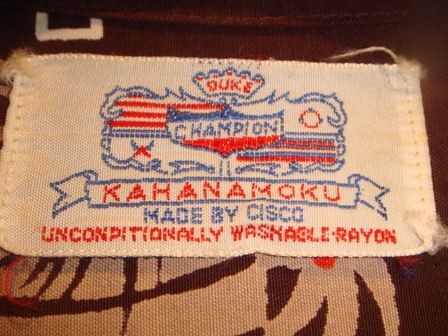 DUKE
CHAMPION
KAHANAMOKU
MADE BY CISCO
UNCONDITIONALLY WASHABLE-RAYON